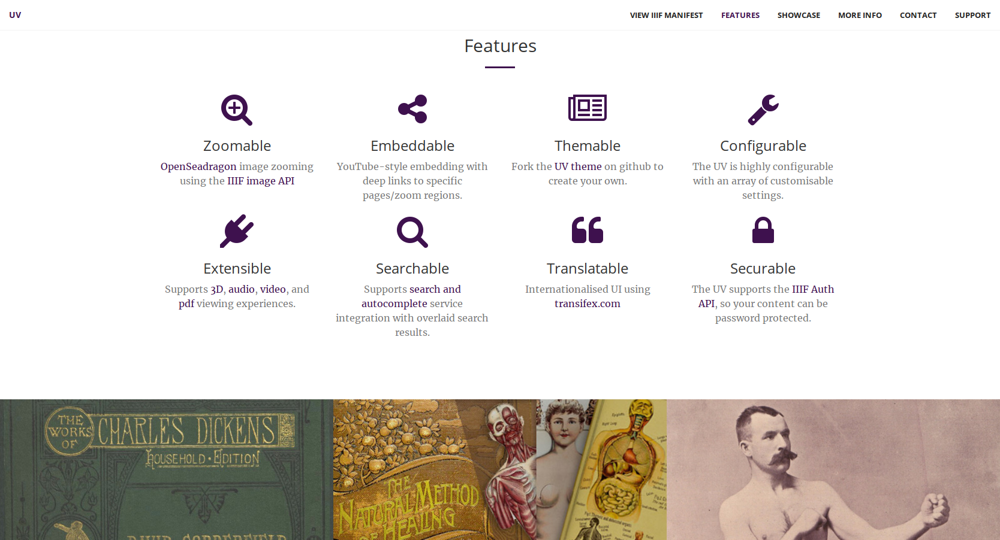 UV
VIEW IIIF MANIFEST FEATURES SHOWCASE MORE INFO CONTACT SUPPORT
Features
Zoomable
OpenSeadragon image zooming
using the IIIF image API
Embeddable
YouTube-style embedding with
deep links to specific
pages/zoom regions.
Themable
Fork the UV theme on github to
create your own.
Configurable
The UV is highly configurable
with an array of customisable
settings.
Extensible
Supports 3D, audio, video, and
pdf viewing experiences.
Searchable
Supports search and
autocomplete service
integration with overlaid search
results.
Translatable
Internationalised UI using
transifex.com
Securable
The UV supports the IIIF Auth
API, so your content can be
password protected.
THE
WORKS
OF
CHARLES DICKENS
HOUSEHOLD · EDITION
THE
NATURAL METHOD
OF HEALING
Epiglottis
Right Lung